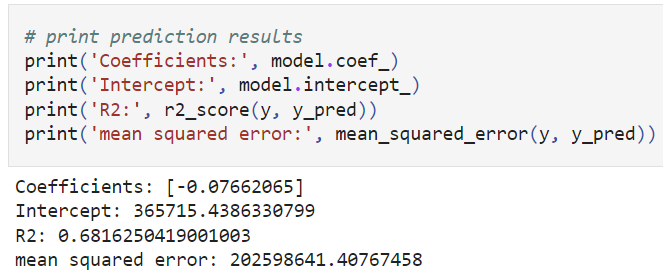 # print prediction results
print('Coefficients:', model.coef_)
print('Intercept:', model.intercept_)
print('R2:', r2_score(y, y_pred))
print('mean squared error:', mean_squared_error(y, y_pred))
Coefficients: [-0.07662065]
Intercept: 365715.4386330799
R2: 0.6816250419001003
mean squared error: 202598641.40767458